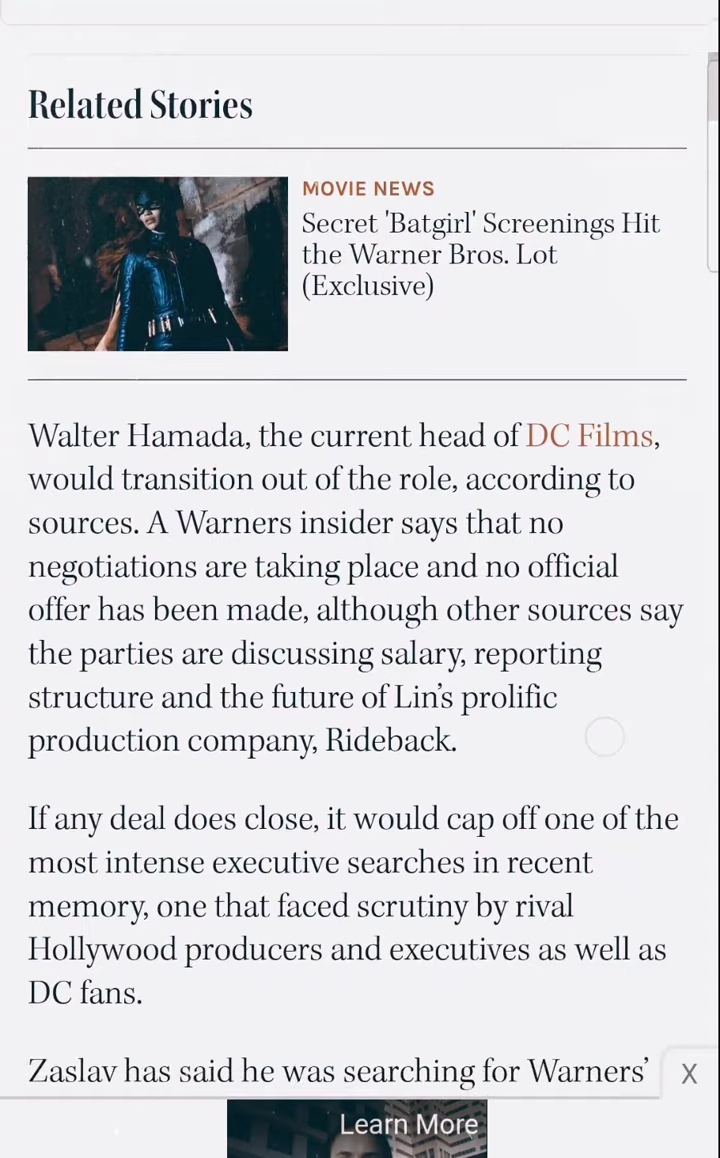 Related Stories
MOVIE NEWS
Secret 'Batgirl' Screenings Hit
the Warner Bros. Lot
(Exclusive)
Walter Hamada, the current head of DC Films,
would transition out of the role, according to
sources. A Warners insider says that no
negotiations are taking place and no official
offer has been made, although other sources say
the parties are discussing salary, reporting
structure and the future of Lin’s prolific
production company, Rideback.
If any deal does close, it would cap off one of the
most intense executive searches in recent
memory, one that faced scrutiny by rival
Hollywood producers and executives as well as
DC fans.
Zaslav has said he was searching for Warners’
X
Learn More